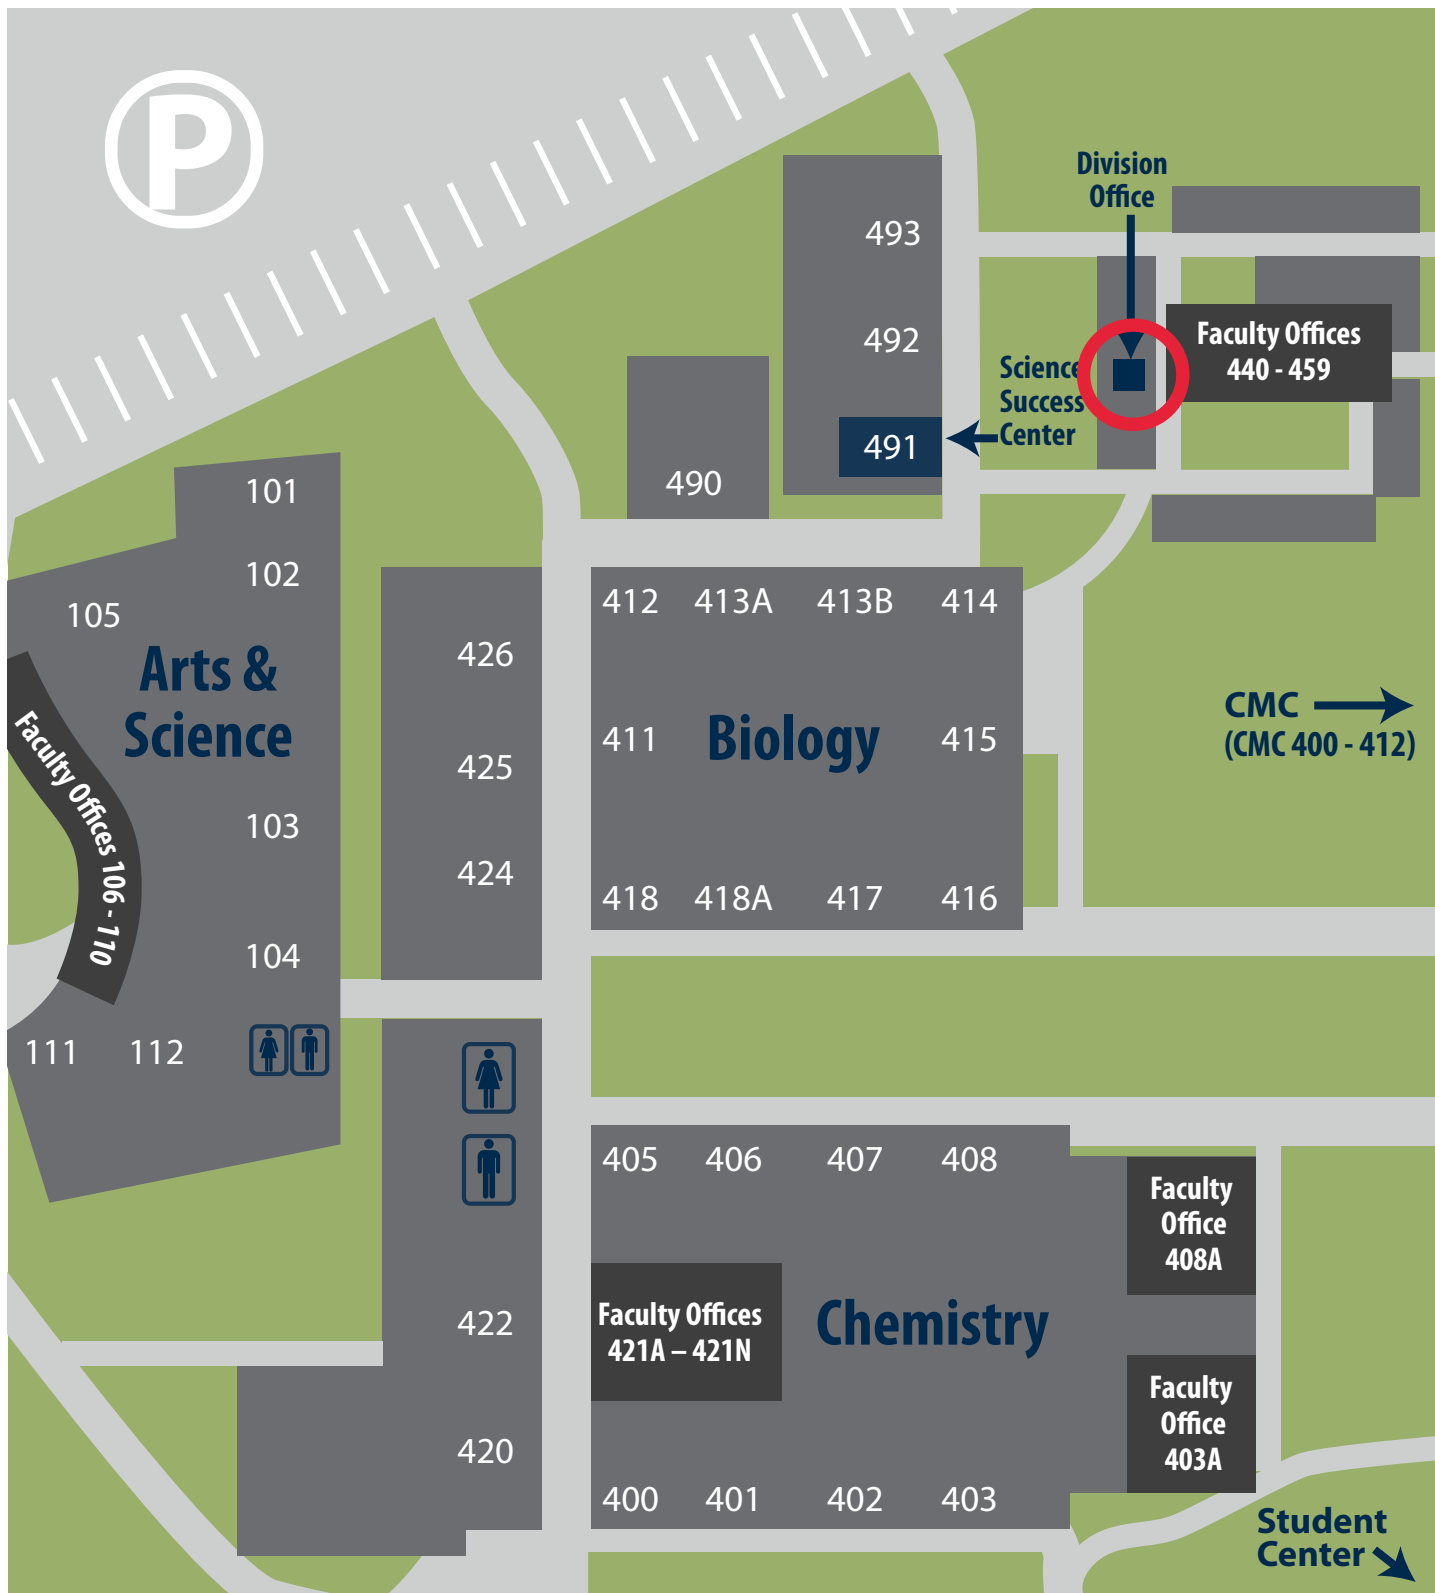 P
Division
Office
493
492
Science
Success
Center
491
490
Faculty Offices
440 - 459
101
102
105
Arts &
Science
Faculty Offices 106 - 110
103
104
111
112
426
425
424
412 413A 413B 414
411
Biology
415
418 418A 417 416
CMC
(CMC 400 - 412)
405 406 407 408
Faculty
Office
408A
Faculty Offices
421A – 421N
Chemistry
422
420
Faculty
Office
403A
400 401 402 403
Student
Center